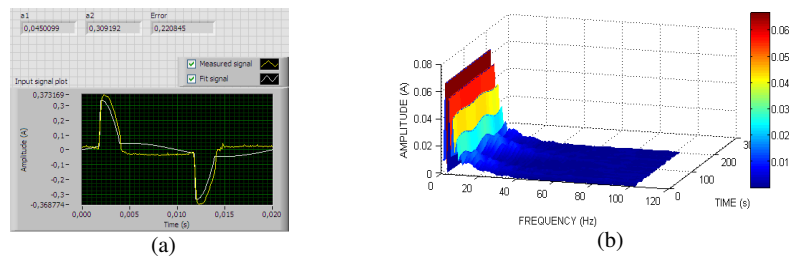 a1 a2 Error
0,0450099 0,309192 0,220845
Measured signal
Fit signal
Input signal plot
Amplitude (A)
0,373169
0,3
0,2
0,1
0
-0,1
-0,2
-0,3
-0,368774
0,000 0,005 0,010 0,015 0,020
Time (s)
(a)
AMPLITUDE (A)
0.08
0.06
0.04
0.02
0
0 20 40 60 80 100 120
FREQUENCY (Hz)
0 100 200
TIME (s)
0.06
0.05
0.04
0.03
0.02
0.01
(b)